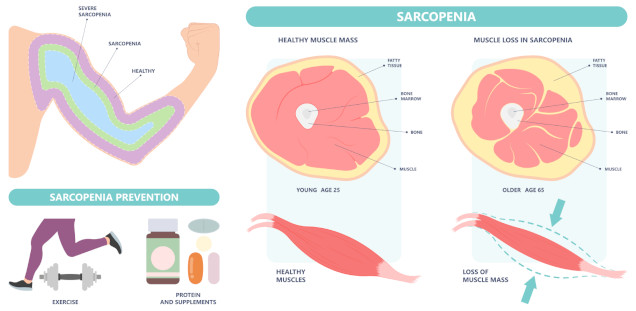 SEVERE
SARCOPENIA
SARCOPENIA
HEALTHY
SARCOPENIA PREVENTION
EXERCISE
PROTEIN
AND SUPPLEMENTS
SARCOPENIA
HEALTHY MUSCLE MASS
FATTY
TISSUE
BONE
MARROW
BONE
MUSCLE
YOUNG AGE 25
HEALTHY
MUSCLES
MUSCLE LOSS IN SARCOPENIA
FATTY
TISSUE
BONE
MARROW
BONE
MUSCLE
OLDER AGE 65
LOSS OF
MUSCLE MASS